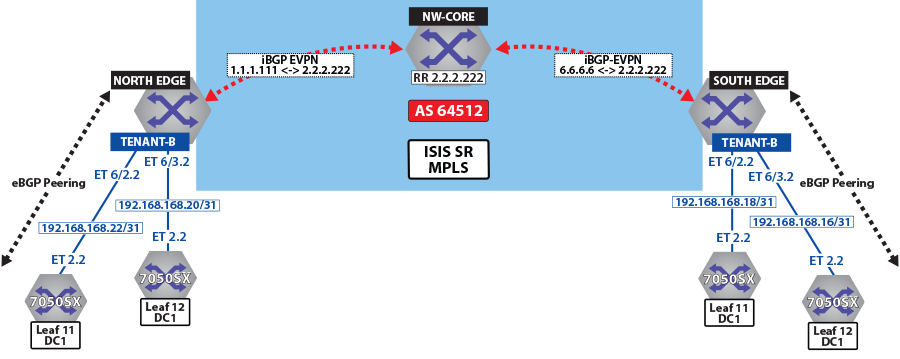 NW-CORE
iBGP EVPN
1.1.1.111 <-> 2.2.2.222
iBGP-EVPN
6.6.6.6 <-> 2.2.2.222
RR 2.2.2.222
NORTH EDGE
SOUTH EDGE
AS 64512
TENANT-B
TENANT-B
ISIS SR
MPLS
ET 6/3.2
ET 6/2.2
ET 6/2.2
ET 6/3.2
eBGP Peering
eBGP Peering
192.168.168.20/31
192.168.168.18/31
192.168.168.22/31
192.168.168.16/31
ET 2.2
ET 2.2
ET 2.2
ET 2.2
7050SX
7050SX
7050SX
7050SX
Leaf 12
DC1
Leaf 11
DC1
Leaf 11
DC1
Leaf 12
DC1